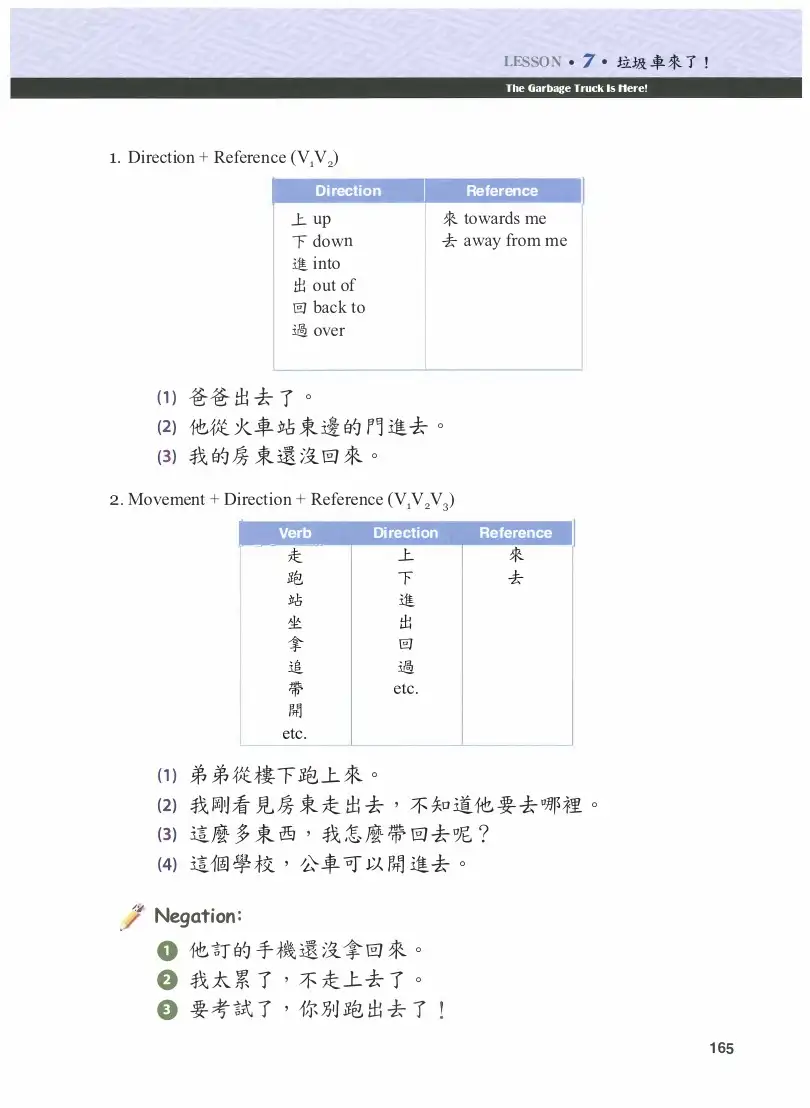 LESSON • 7 • 垃圾車來了！
The Garbage Truck Is Here!
1. Direction + Reference (V1V2)
Direction Reference
上 up 來 towards me
下 down 去 away from me
進 into
出 out of
回 back to
過 over
(1) 爸爸出去了。
(2) 他從火車站東邊的門進去。
(3) 我的房東還沒回來。
2. Movement + Direction + Reference (V1V2V3)
Verb Direction Reference
走 上 來
跑 下 去
站 進
坐 出
拿 回
追 過
帶 etc.
開
etc.
(1) 弟弟從樓下跑上來。
(2) 我剛看見房東走出去，不知道他要去哪裡。
(3) 這麼多東西，我怎麼帶回去呢？
(4) 這個學校，公車可以開進去。
Negation:
1 他訂的手機還沒拿回來。
2 我太累了，不走上去了。
3 要考試了，你別跑出去了！
165